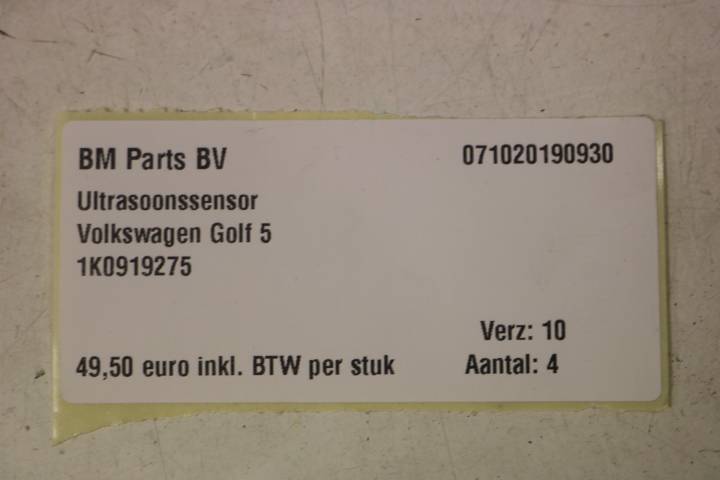 BM Parts BV 071020190930
Ultrasoonssensor
Volkswagen Golf 5
1K0919275
Verz: 10
49,50 euro inkl. BTW per stuk Aantal: 4